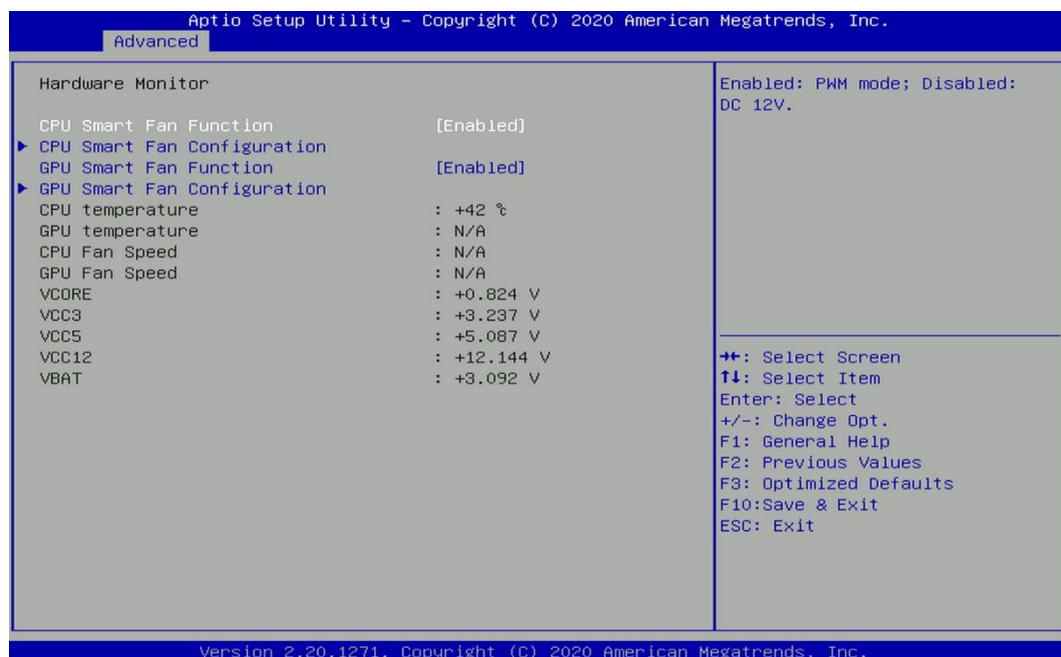 Aptio Setup Utility – Copyright (C) 2020 American Megatrends, Inc.
Advanced
Hardware Monitor
CPU Smart Fan Function [Enabled]
▶ CPU Smart Fan Configuration
GPU Smart Fan Function [Enabled]
▶ GPU Smart Fan Configuration
CPU temperature : +42 ℃
GPU temperature : N/A
CPU Fan Speed : N/A
GPU Fan Speed : N/A
VCORE : +0.824 V
VCC3 : +3.237 V
VCC5 : +5.087 V
VCC12 : +12.144 V
VBAT : +3.092 V
Enabled: PWM mode; Disabled:
DC 12V.
→←: Select Screen
↑↓: Select Item
Enter: Select
+/-: Change Opt.
F1: General Help
F2: Previous Values
F3: Optimized Defaults
F10:Save & Exit
ESC: Exit
Version 2.20.1271. Copyright (C) 2020 American Megatrends, Inc.